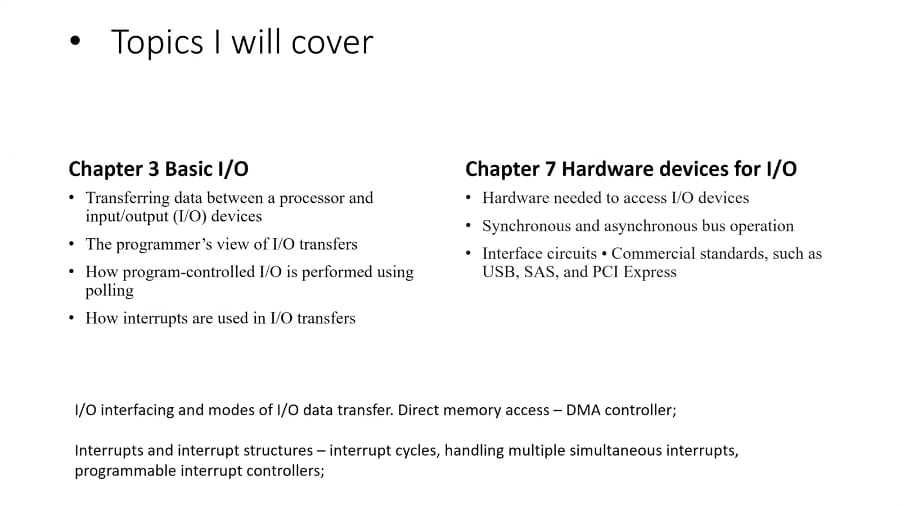 • Topics I will cover
Chapter 3 Basic I/O
• Transferring data between a processor and
input/output (I/O) devices
• The programmer’s view of I/O transfers
• How program-controlled I/O is performed using
polling
• How interrupts are used in I/O transfers
Chapter 7 Hardware devices for I/O
• Hardware needed to access I/O devices
• Synchronous and asynchronous bus operation
• Interface circuits • Commercial standards, such as
USB, SAS, and PCI Express
I/O interfacing and modes of I/O data transfer. Direct memory access – DMA controller;
Interrupts and interrupt structures – interrupt cycles, handling multiple simultaneous interrupts,
programmable interrupt controllers;